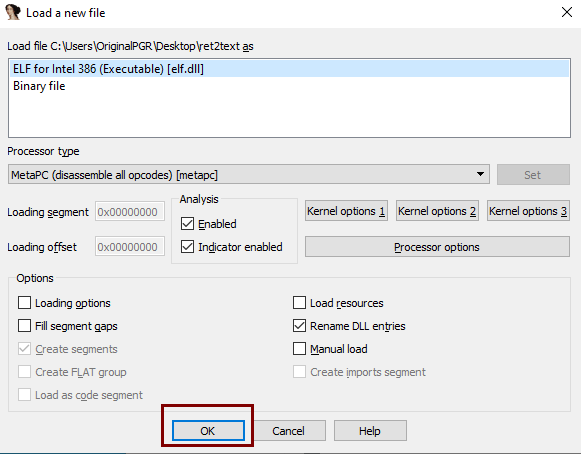 Load a new file
Load file C:\Users\OriginalPGR\Desktop\ret2text as
ELF for Intel 386 (Executable) [elf.dll]
Binary file
Processor type
MetaPC (disassemble all opcodes) [metapc]
Set
Loading segment 0x00000000
Loading offset 0x00000000
Analysis
Enabled
Indicator enabled
Kernel options 1
Kernel options 2
Kernel options 3
Processor options
Options
Loading options
Fill segment gaps
Create segments
Create FLAT group
Load as code segment
Load resources
Rename DLL entries
Manual load
Create imports segment
OK
Cancel
Help